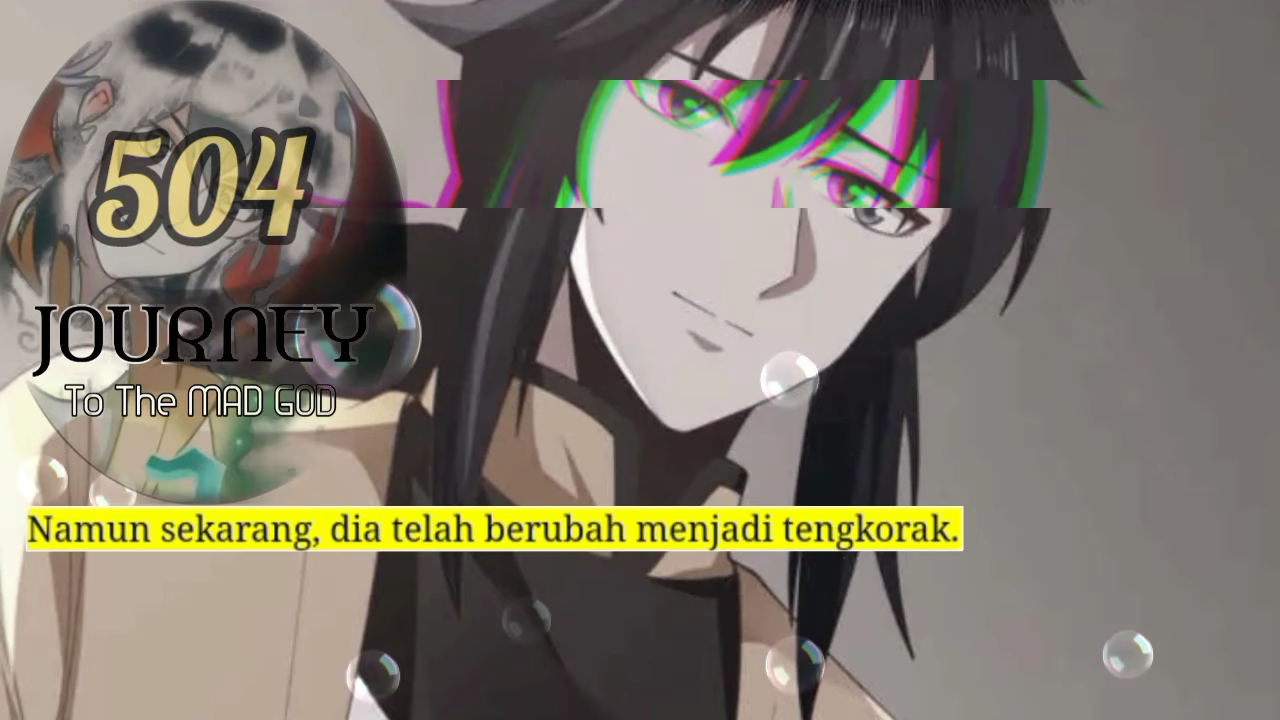 504
JOURNEY
To The MAD GOD
Namun sekarang, dia telah berubah menjadi tengkorak.